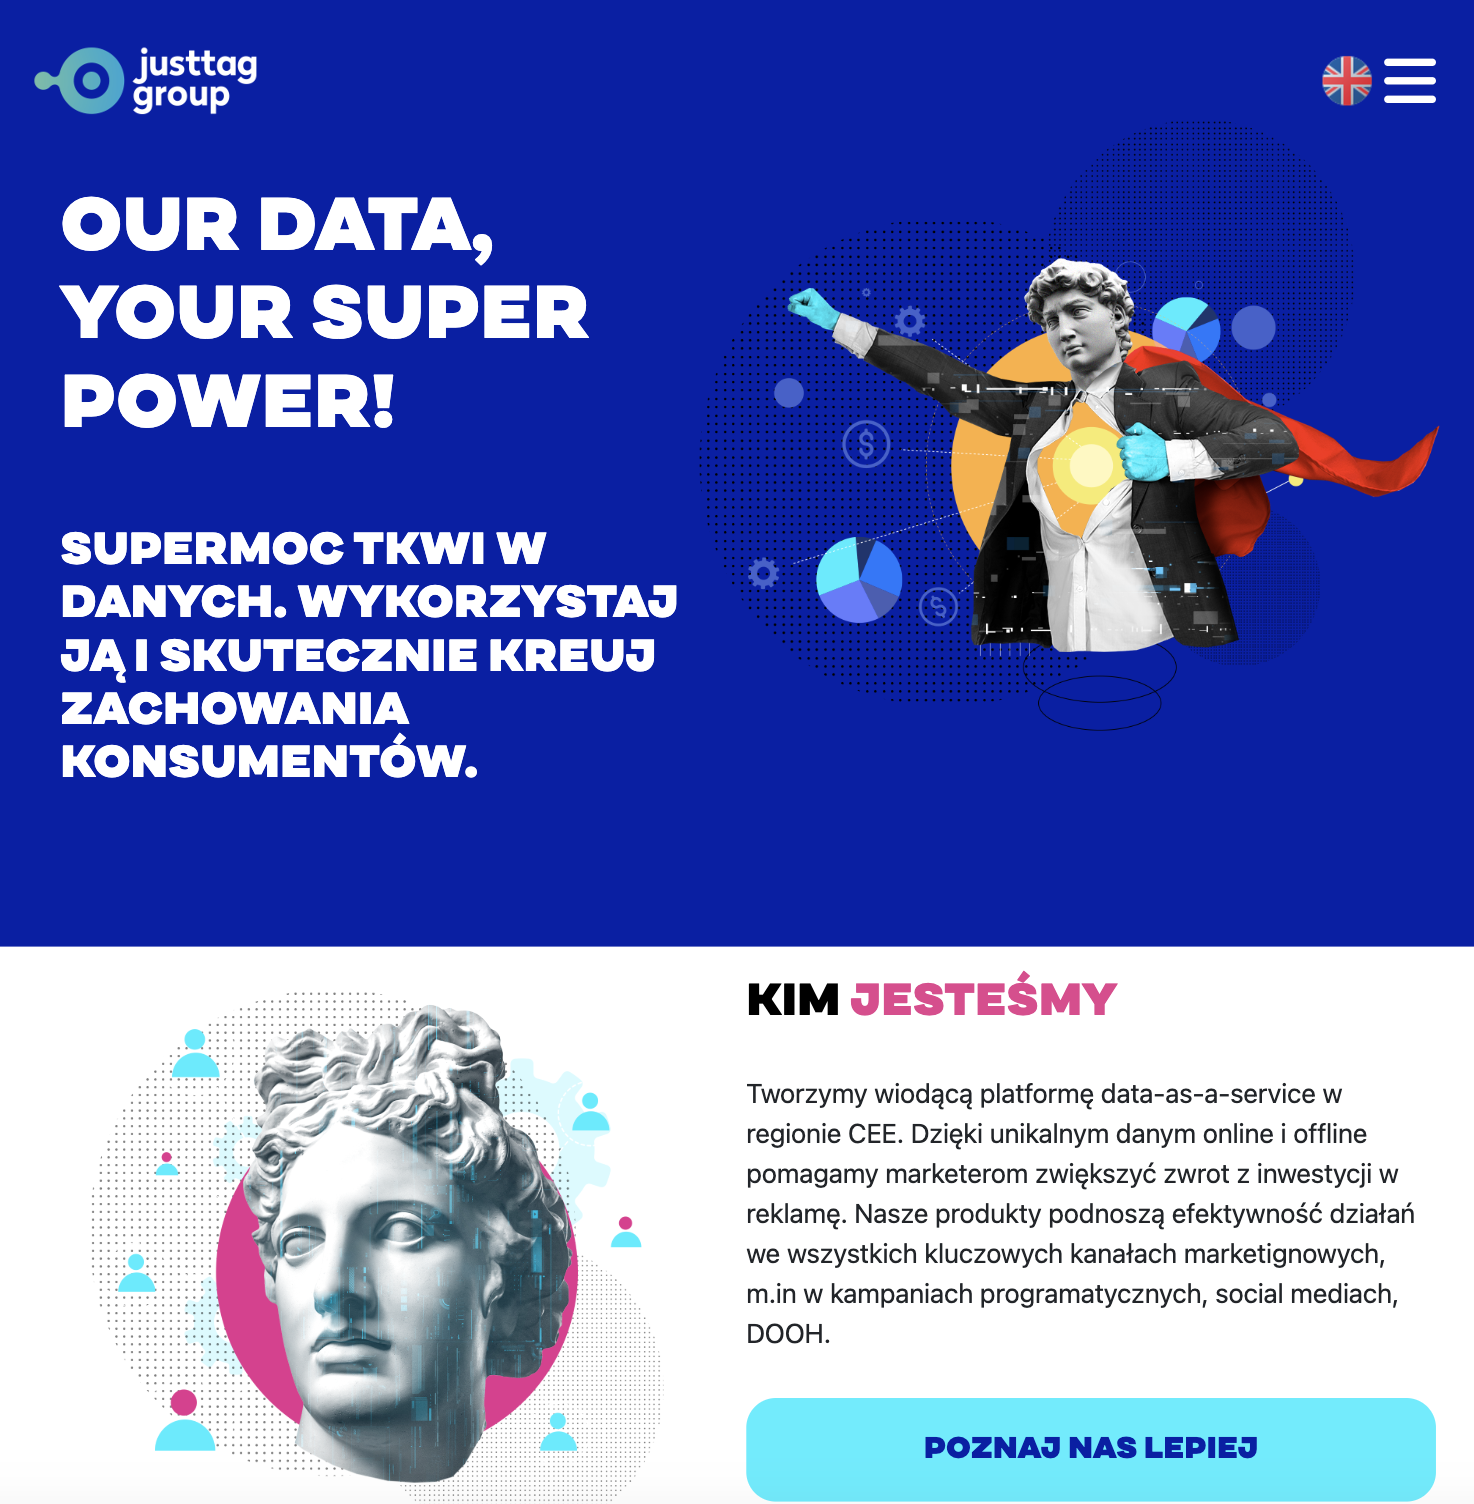 justtag
group
OUR DATA,
YOUR SUPER
POWER!
SUPERMOC TKWI W
DANYCH. WYKORZYSTAJ
JĄ I SKUTECZNIE KREUJ
ZACHOWANIA
KONSUMENTÓW.
KIM JESTEŚMY
Tworzymy wiodącą platformę data-as-a-service w
regionie CEE. Dzięki unikalnym danym online i offline
pomagamy marketerom zwiększyć zwrot z inwestycji w
reklamę. Nasze produkty podnoszą efektywność działań
we wszystkich kluczowych kanałach marketignowych,
m.in w kampaniach programatycznych, social mediach,
DOOH.
POZNAJ NAS LEPIEJ